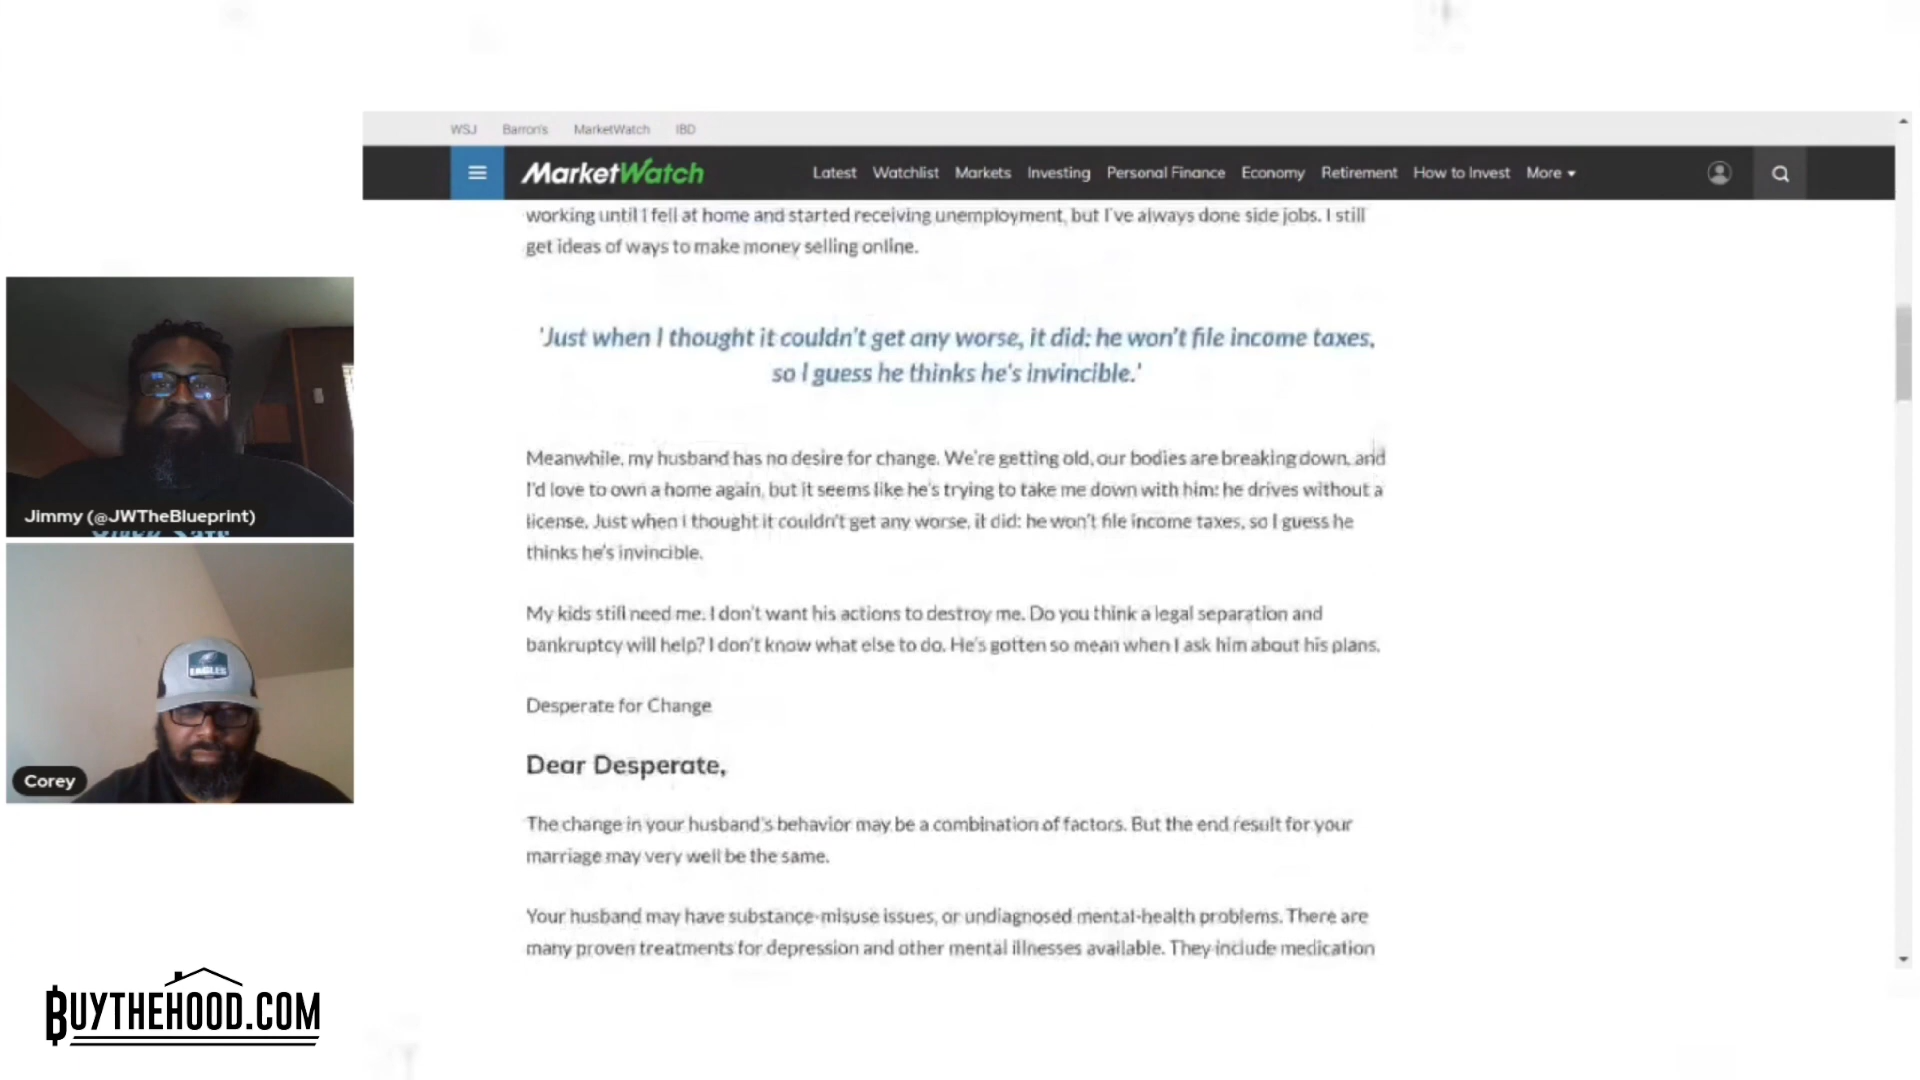 WSJ Barron's MarketWatch IBD
MarketWatch Latest Watchlist Markets Investing Personal Finance Economy Retirement How to Invest More
working until I fell at home and started receiving unemployment, but I've always done side jobs. I still
get ideas of ways to make money selling online.
'Just when I thought it couldn't get any worse, it did: he won't file income taxes,
so I guess he thinks he's invincible.'
Meanwhile, my husband has no desire for change. We're getting old, our bodies are breaking down, and
I'd love to own a home again, but it seems like he's trying to take me down with him: he drives without a
license. Just when I thought it couldn't get any worse, it did: he won't file income taxes, so I guess he
thinks he's invincible.
My kids still need me. I don't want his actions to destroy me. Do you think a legal separation and
bankruptcy will help? I don't know what else to do. He's gotten so mean when I ask him about his plans.
Desperate for Change
Dear Desperate,
The change in your husband's behavior may be a combination of factors. But the end result for your
marriage may very well be the same.
Your husband may have substance-misuse issues, or undiagnosed mental-health problems. There are
many proven treatments for depression and other mental illnesses available. They include medication
Jimmy (@JWTheBlueprint)
EAGLES
Corey
BUYTHEHOOD.COM